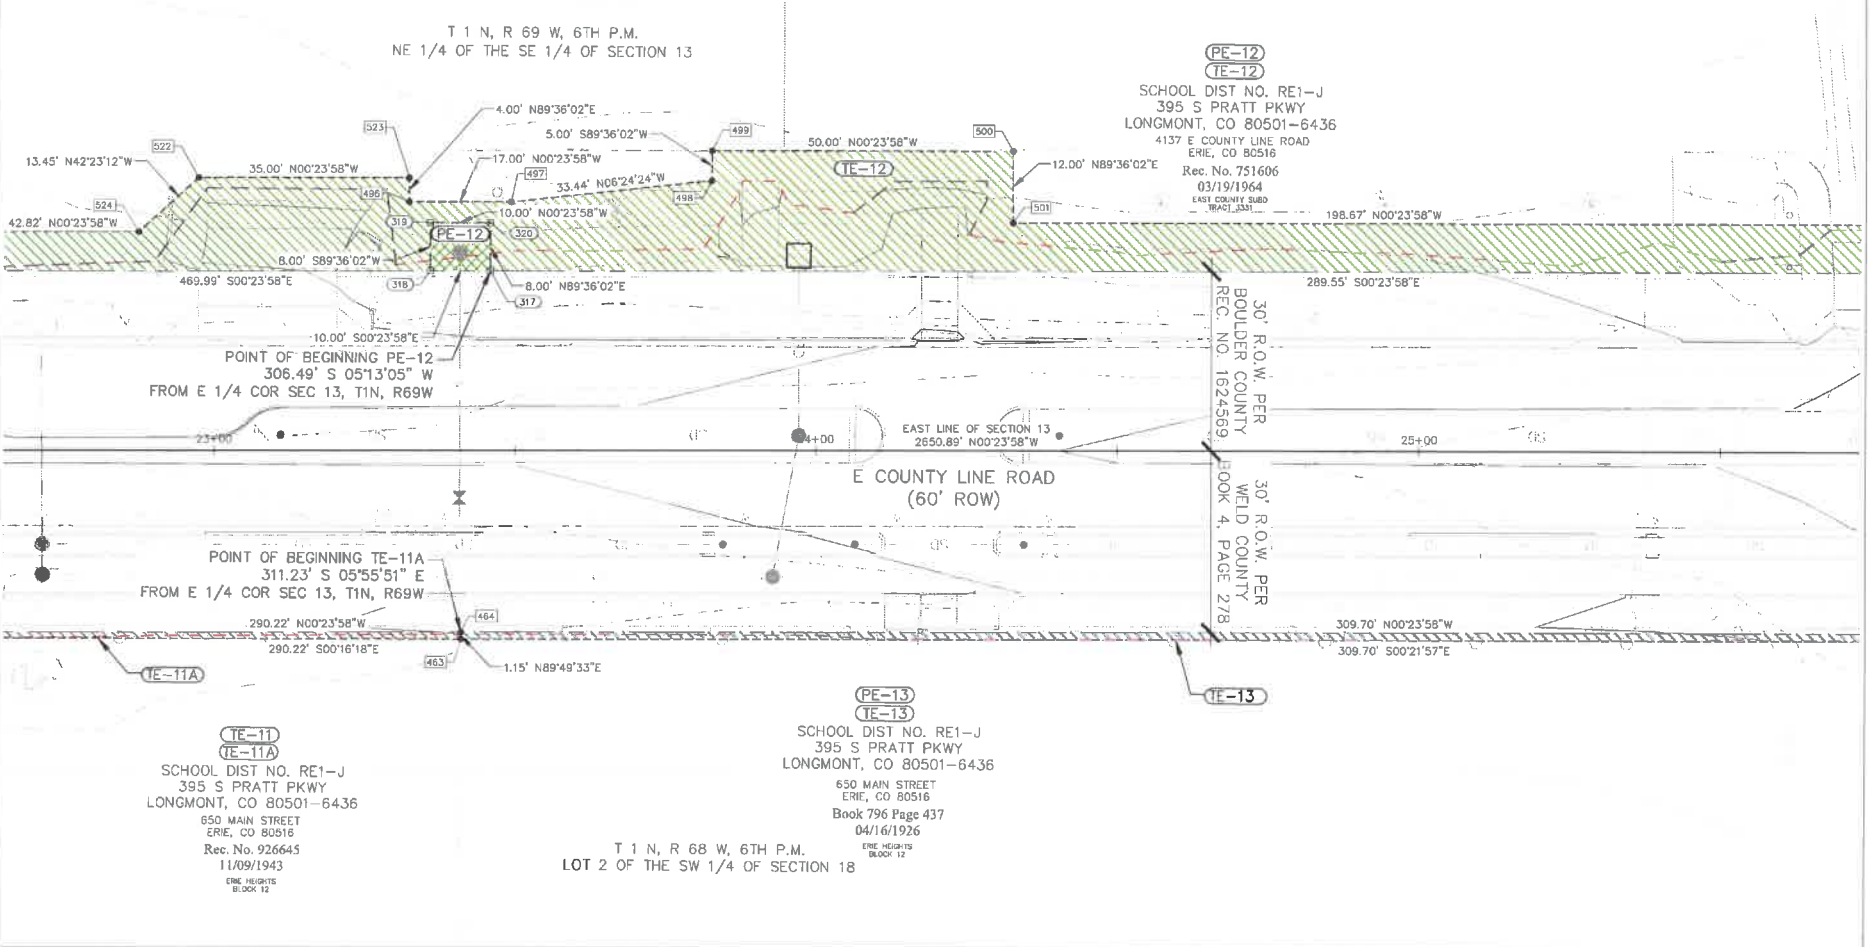 T 1 N, R 69 W, 6TH P.M.
NE 1/4 OF THE SE 1/4 OF SECTION 13
PE-12
TE-12
SCHOOL DIST NO. RE1-J
395 S PRATT PKWY
LONGMONT, CO 80501-6436
4137 E COUNTY LINE ROAD
ERIE, CO 80516
Rec. No. 751606
03/19/1964
EAST COUNTY SUBD
TRACT 3331
4.00' N89°36'02"E
523
5.00' S89°36'02"W
499
500
522
50.00' N00°23'58"W
13.45' N42°23'12"W
17.00' N00°23'58"W
12.00' N89°36'02"E
35.00' N00°23'58"W
TE-12
497
33.44' N06°24'24"W
496
498
524
501
42.82' N00°23'58"W
319
10.00' N00°23'58"W
198.67' N00°23'58"W
PE-12
320
8.00' S89°36'02"W
469.99' S00°23'58"E
318
8.00' N89°36'02"E
289.55' S00°23'58"E
317
10.00' S00°23'58"E
POINT OF BEGINNING PE-12
306.49' S 05°13'05" W
FROM E 1/4 COR SEC 13, T1N, R69W
30' R.O.W. PER
BOULDER COUNTY
REC. NO. 1624569
23+00
EAST LINE OF SECTION 13
2650.89' N00°23'58"W
25+00
E COUNTY LINE ROAD
(60' ROW)
30' R.O.W. PER
WELD COUNTY
BOOK 4, PAGE 278
POINT OF BEGINNING TE-11A
311.23' S 05°55'51" E
FROM E 1/4 COR SEC 13, T1N, R69W
464
290.22' N00°23'58"W
309.70' N00°23'58"W
290.22' S00°16'18"E
309.70' S00°21'57"E
463
1.15' N89°49'33"E
TE-11A
TE-13
PE-13
TE-13
SCHOOL DIST NO. RE1-J
395 S PRATT PKWY
LONGMONT, CO 80501-6436
650 MAIN STREET
ERIE, CO 80516
Book 796 Page 437
04/16/1926
ERIE HEIGHTS
BLOCK 12
TE-11
TE-11A
SCHOOL DIST NO. RE1-J
395 S PRATT PKWY
LONGMONT, CO 80501-6436
650 MAIN STREET
ERIE, CO 80516
Rec. No. 926645
11/09/1943
ERIE HEIGHTS
BLOCK 12
T 1 N, R 68 W, 6TH P.M.
LOT 2 OF THE SW 1/4 OF SECTION 18